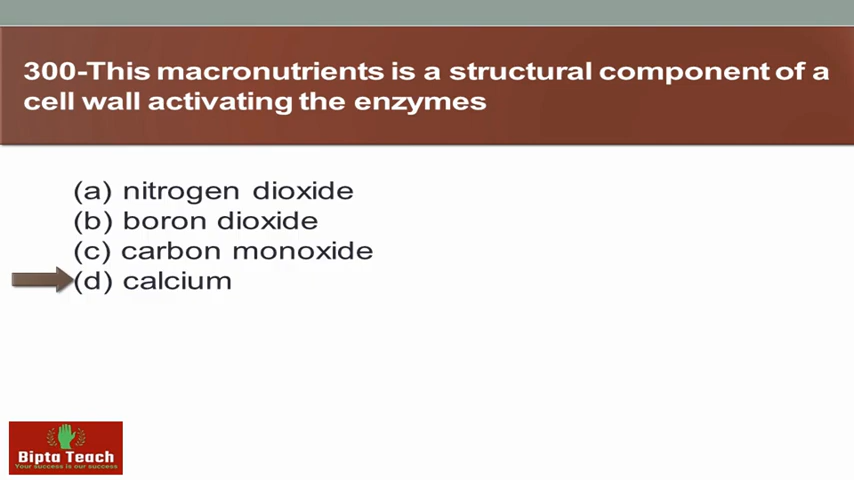 300-This macronutrients is a structural component of a
cell wall activating the enzymes
(a) nitrogen dioxide
(b) boron dioxide
(c) carbon monoxide
(d) calcium
Bipta Teach
Your success is our success